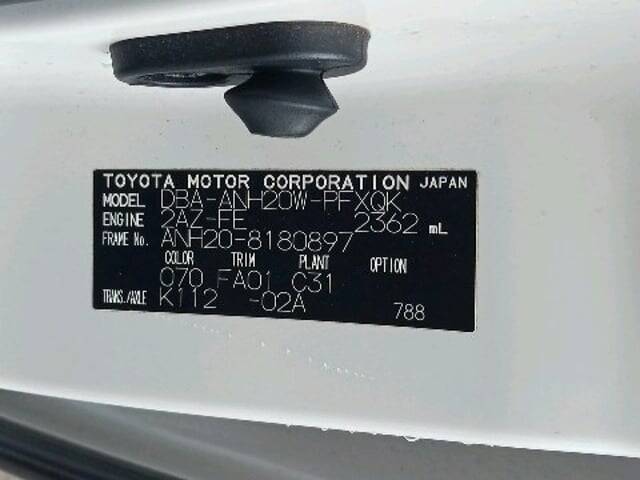 TOYOTA MOTOR CORPORATION JAPAN
MODEL DBA-ANH20W-PFXQK
ENGINE 2AZ-FE 2362 mL
FRAME No. ANH20-8180897
COLOR TRIM PLANT OPTION
070 FA01 C31
TRANS./AXLE K112 -02A
788